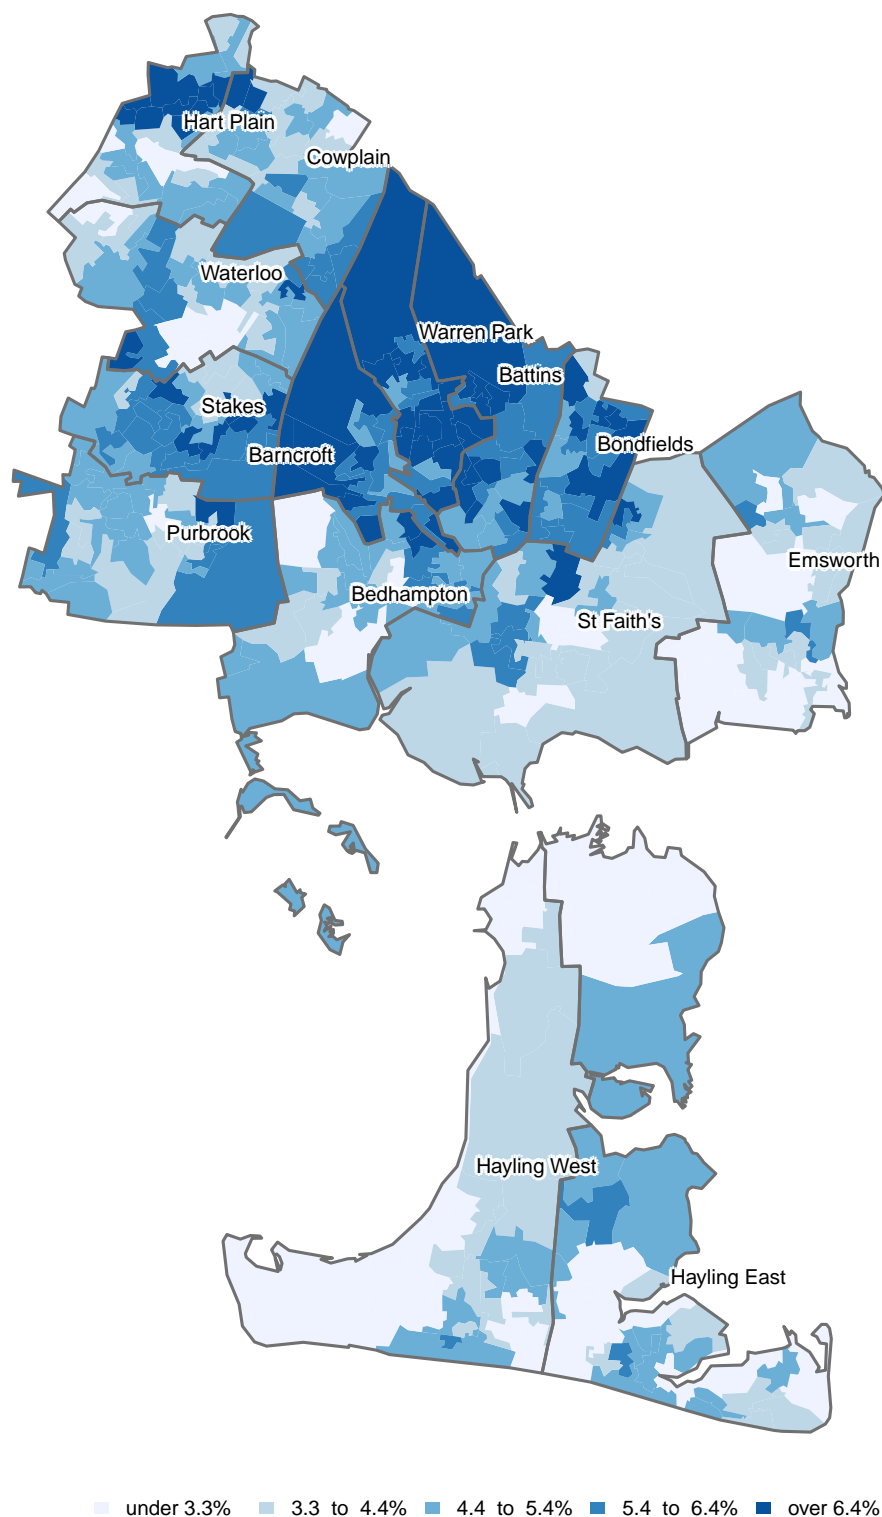 Hart Plain
Cowplain
Waterloo
Warren Park
Battins
Stakes
Bondfields
Barncroft
Purbrook
Emsworth
Bedhampton
St Faith's
Hayling West
Hayling East
under 3.3% 3.3 to 4.4% 4.4 to 5.4% 5.4 to 6.4% over 6.4%